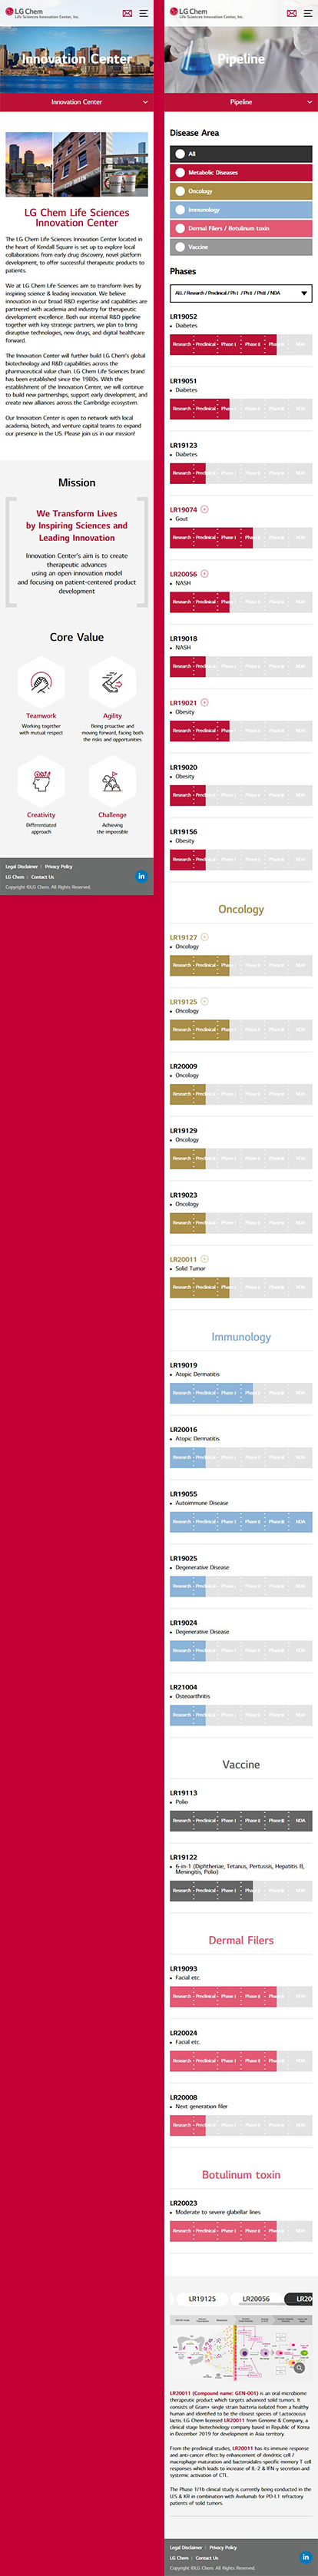 LG Chem
Life Sciences Innovation Center, Inc.
Innovation Center
Innovation Center
LG Chem Life Sciences
Innovation Center
The LG Chem Life Sciences Innovation Center located in
the heart of Kendall Square is set up to explore local
collaborations from early drug discovery, novel platform
development, to offer successful therapeutic products to
patients.
We at LG Chem Life Sciences aim to transform lives by
inspiring science & leading innovation. We believe
innovation in our broad R&D expertise and capabilities are
partnered with academia and industry for therapeutic
development excellence. Both our internal R&D pipeline
together with key strategic partners, we plan to bring
disruptive technologies, new drugs, and digital healthcare
forward.
The Innovation Center will further build LG Chem's global
biotechnology and R&D capabilities across the
pharmaceutical value chain. LG Chem Life Sciences brand
has been established since the 1980s. With the
establishment of the Innovation Center, we will continue
to build new partnerships, support early development, and
create new alliances across the Cambridge ecosystem.
Our Innovation Center is open to network with local
academia, biotech, and venture capital teams to expand
our presence in the US. Please join us in our mission!
Mission
We Transform Lives
by Inspiring Sciences and
Leading Innovation
Innovation Center's aim is to create
therapeutic advances
using an open innovation model
and focusing on patient-centered product
development
Core Value
Teamwork
Working together
with mutual respect
Agility
Being proactive and
moving forward, facing both
the risks and opportunities
Creativity
Differentiated
approach
Challenge
Achieving
the impossible
Legal Disclaimer | Privacy Policy
LG Chem | Contact Us
Copyright ©LG Chem. All Rights Reserved.
in
LG Chem
Life Sciences Innovation Center, Inc.
Pipeline
Pipeline
Disease Area
All
Metabolic Diseases
Oncology
Immunology
Dermal Fillers / Botulinum toxin
Vaccine
Phases
ALL / Research / Preclinical / Ph I / Ph II / Ph III / NDA
LR19052
• Diabetes
Research Preclinical Phase I Phase II Phase III NDA
LR19051
• Diabetes
Research Preclinical Phase I Phase II Phase III NDA
LR19123
• Diabetes
Research Preclinical Phase I Phase II Phase III NDA
LR19074
• Gout
Research Preclinical Phase I Phase II Phase III NDA
LR20056
• NASH
Research Preclinical Phase I Phase II Phase III NDA
LR19018
• NASH
Research Preclinical Phase I Phase II Phase III NDA
LR19021
• Obesity
Research Preclinical Phase I Phase II Phase III NDA
LR19020
• Obesity
Research Preclinical Phase I Phase II Phase III NDA
LR19156
• Obesity
Research Preclinical Phase I Phase II Phase III NDA
Oncology
LR19127
• Oncology
Research Preclinical Phase I Phase II Phase III NDA
LR19125
• Oncology
Research Preclinical Phase I Phase II Phase III NDA
LR20009
• Oncology
Research Preclinical Phase I Phase II Phase III NDA
LR19129
• Oncology
Research Preclinical Phase I Phase II Phase III NDA
LR19023
• Oncology
Research Preclinical Phase I Phase II Phase III NDA
LR20011
• Solid Tumor
Research Preclinical Phase I Phase II Phase III NDA
Immunology
LR19019
• Atopic Dermatitis
Research Preclinical Phase I Phase II Phase III NDA
LR20016
• Atopic Dermatitis
Research Preclinical Phase I Phase II Phase III NDA
LR19055
• Autoimmune Disease
Research Preclinical Phase I Phase II Phase III NDA
LR19025
• Degenerative Disease
Research Preclinical Phase I Phase II Phase III NDA
LR19024
• Degenerative Disease
Research Preclinical Phase I Phase II Phase III NDA
LR21004
• Osteoarthritis
Research Preclinical Phase I Phase II Phase III NDA
Vaccine
LR19113
• Polio
Research Preclinical Phase I Phase II Phase III NDA
LR19122
• 6-in-1 (Diphtheriae, Tetanus, Pertussis, Hepatitis B,
Meningitis, Polio)
Research Preclinical Phase I Phase II Phase III NDA
Dermal Filers
LR19093
• Facial etc.
Research Preclinical Phase I Phase II Phase III NDA
LR20024
• Facial etc.
Research Preclinical Phase I Phase II Phase III NDA
LR20008
• Next generation filer
Research Preclinical Phase I Phase II Phase III NDA
Botulinum toxin
LR20023
• Moderate to severe glabellar lines
Research Preclinical Phase I Phase II Phase III NDA
LR19125 LR20056 LR20
LR20011 (Compound name: GEN-001) is an oral microbiome
therapeutic product which targets advanced solid tumors. It
consists of Gram+ single strain bacteria isolated from a healthy
human and identified to be the closest species of Lactococcus
lactis. LG Chem licensed LR20011 from Genome & Company, a
clinical stage biotechnology company based in Republic of Korea
in December 2019 for development in Asia territory.
From the preclinical studies, LR20011 has its immune response
and anti-cancer effect by enhancement of dendritic cell /
macrophage maturation and bacteroidales-specific memory T cell
responses which leads to increase of IL-2 & IFN-γ secretion and
systemic activation of CTL.
The Phase 1/1b clinical study is currently being conducted in the
U.S & KR in combination with Avelumab for PD-L1 refractory
patients of solid tumors.
Legal Disclaimer | Privacy Policy
LG Chem | Contact Us
Copyright ©LG Chem. All Rights Reserved.
in